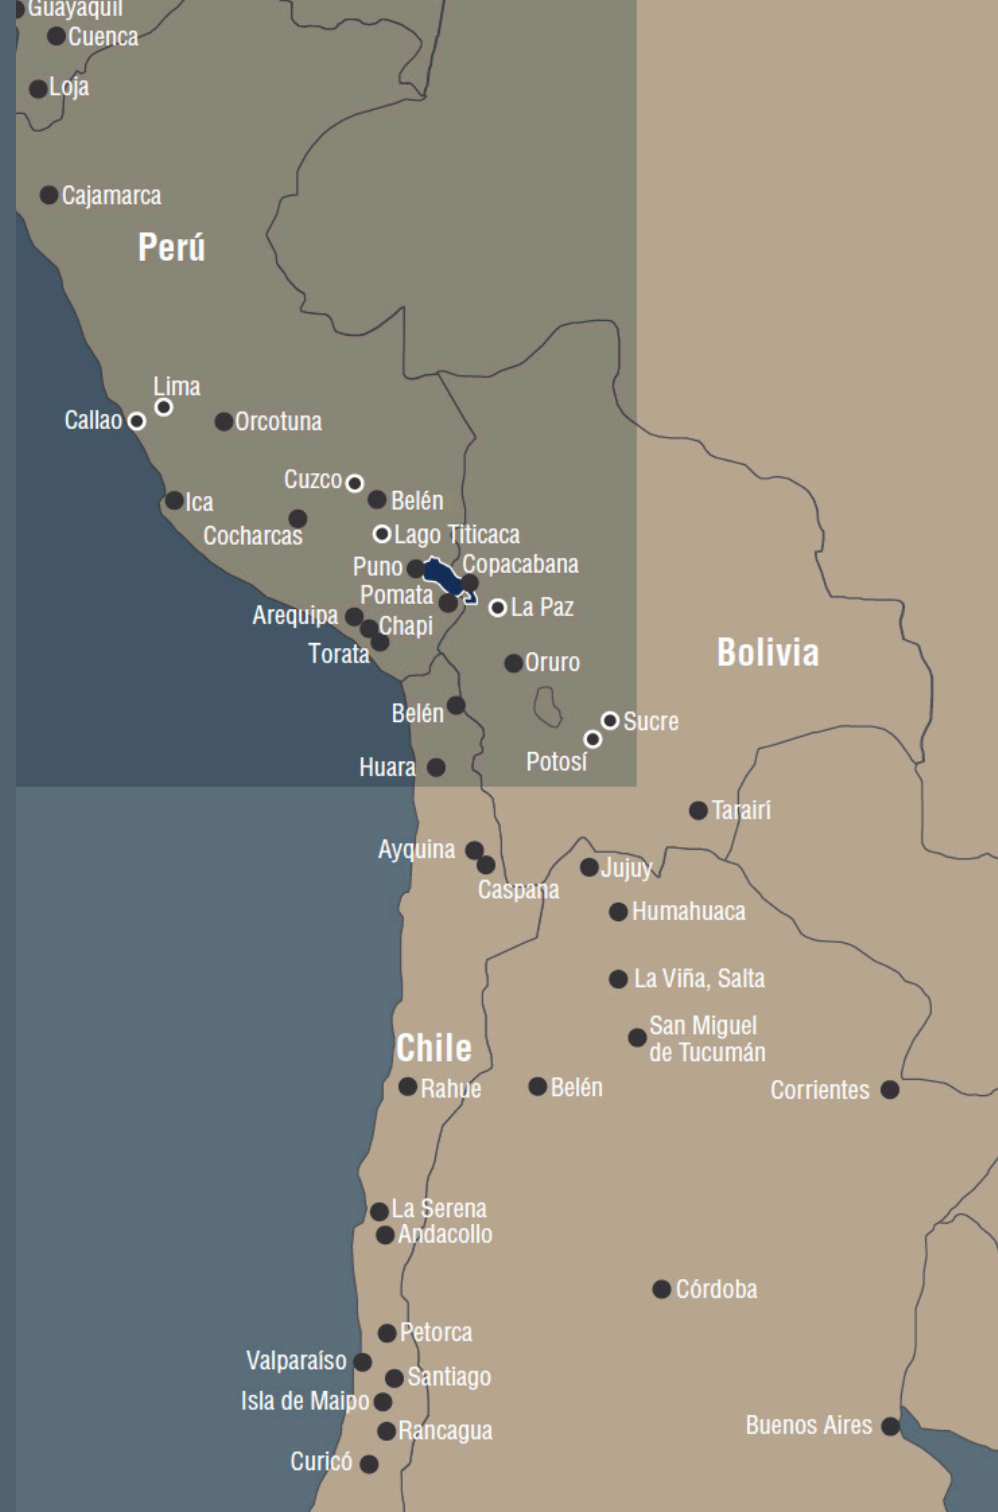 Guayaquil
Cuenca
Loja
Cajamarca
Perú
Lima
Callao
Orcotuna
Cuzco
Belén
Ica
Cocharcas
Lago Titicaca
Puno
Copacabana
Pomata
La Paz
Arequipa
Chapi
Torata
Bolivia
Oruro
Belén
Sucre
Potosí
Huara
Tarairí
Ayquina
Caspana
Jujuy
Humahuaca
La Viña, Salta
San Miguel
de Tucumán
Chile
Rahue
Belén
Corrientes
La Serena
Andacollo
Córdoba
Petorca
Valparaíso
Santiago
Isla de Maipo
Rancagua
Buenos Aires
Curicó